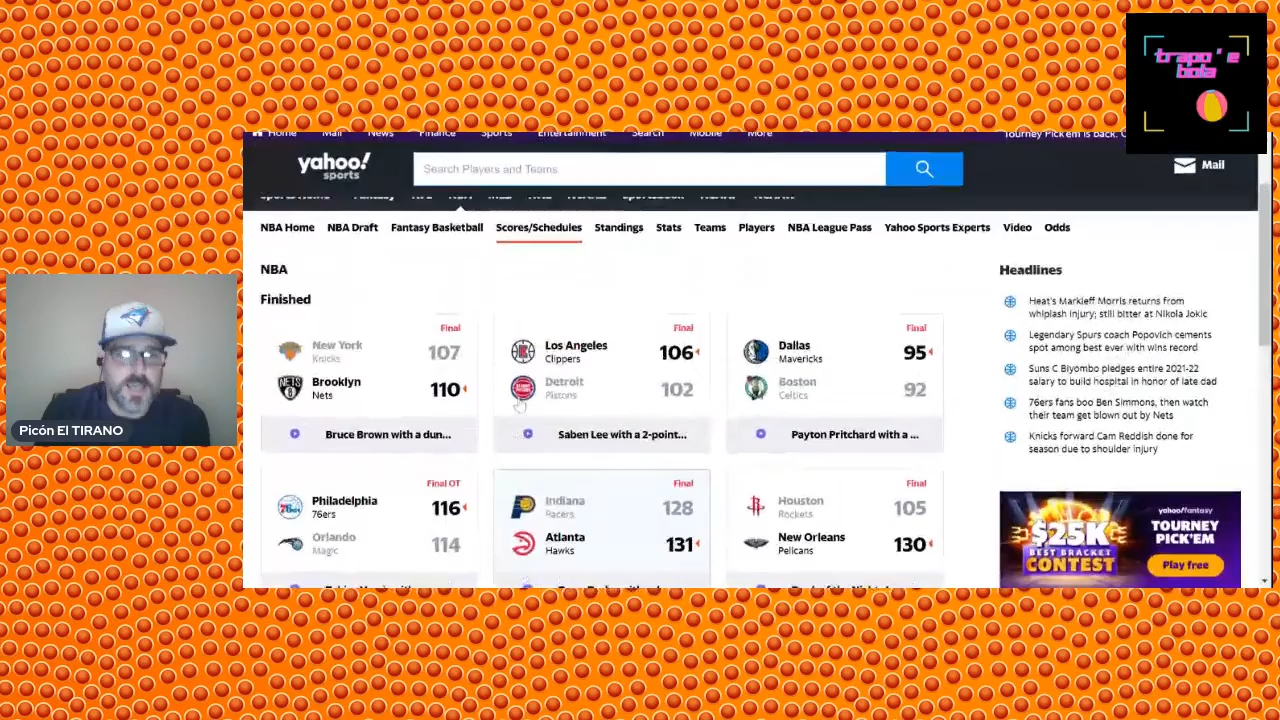 trapo'e
bola
Home Mail News Finance Sports Entertainment Search Mobile More
Tourney Pick'em is back.
yahoo!
sports
Search Players and Teams
Mail
NBA Home NBA Draft Fantasy Basketball Scores/Schedules Standings Stats Teams Players NBA League Pass Yahoo Sports Experts Video Odds
NBA
Finished
Final
New York
Knicks
107
Brooklyn
Nets
110
Bruce Brown with a dun...
Final
Los Angeles
Clippers
106
Detroit
Pistons
102
Saben Lee with a 2-point...
Final
Dallas
Mavericks
95
Boston
Celtics
92
Payton Pritchard with a ...
Final OT
Philadelphia
76ers
116
Orlando
Magic
114
Final
Indiana
Pacers
128
Atlanta
Hawks
131
Final
Houston
Rockets
105
New Orleans
Pelicans
130
Headlines
Heat's Markieff Morris returns from
whiplash injury; still bitter at Nikola Jokic
Legendary Spurs coach Popovich cements
spot among best ever with wins record
Suns C Biyombo pledges entire 2021-22
salary to build hospital in honor of late dad
76ers fans boo Ben Simmons, then watch
their team get blown out by Nets
Knicks forward Cam Reddish done for
season due to shoulder injury
$25K
BEST BRACKET
CONTEST
yahoo!fantasy
TOURNEY
PICK'EM
Play free
Picón El TIRANO
NETS
76ers